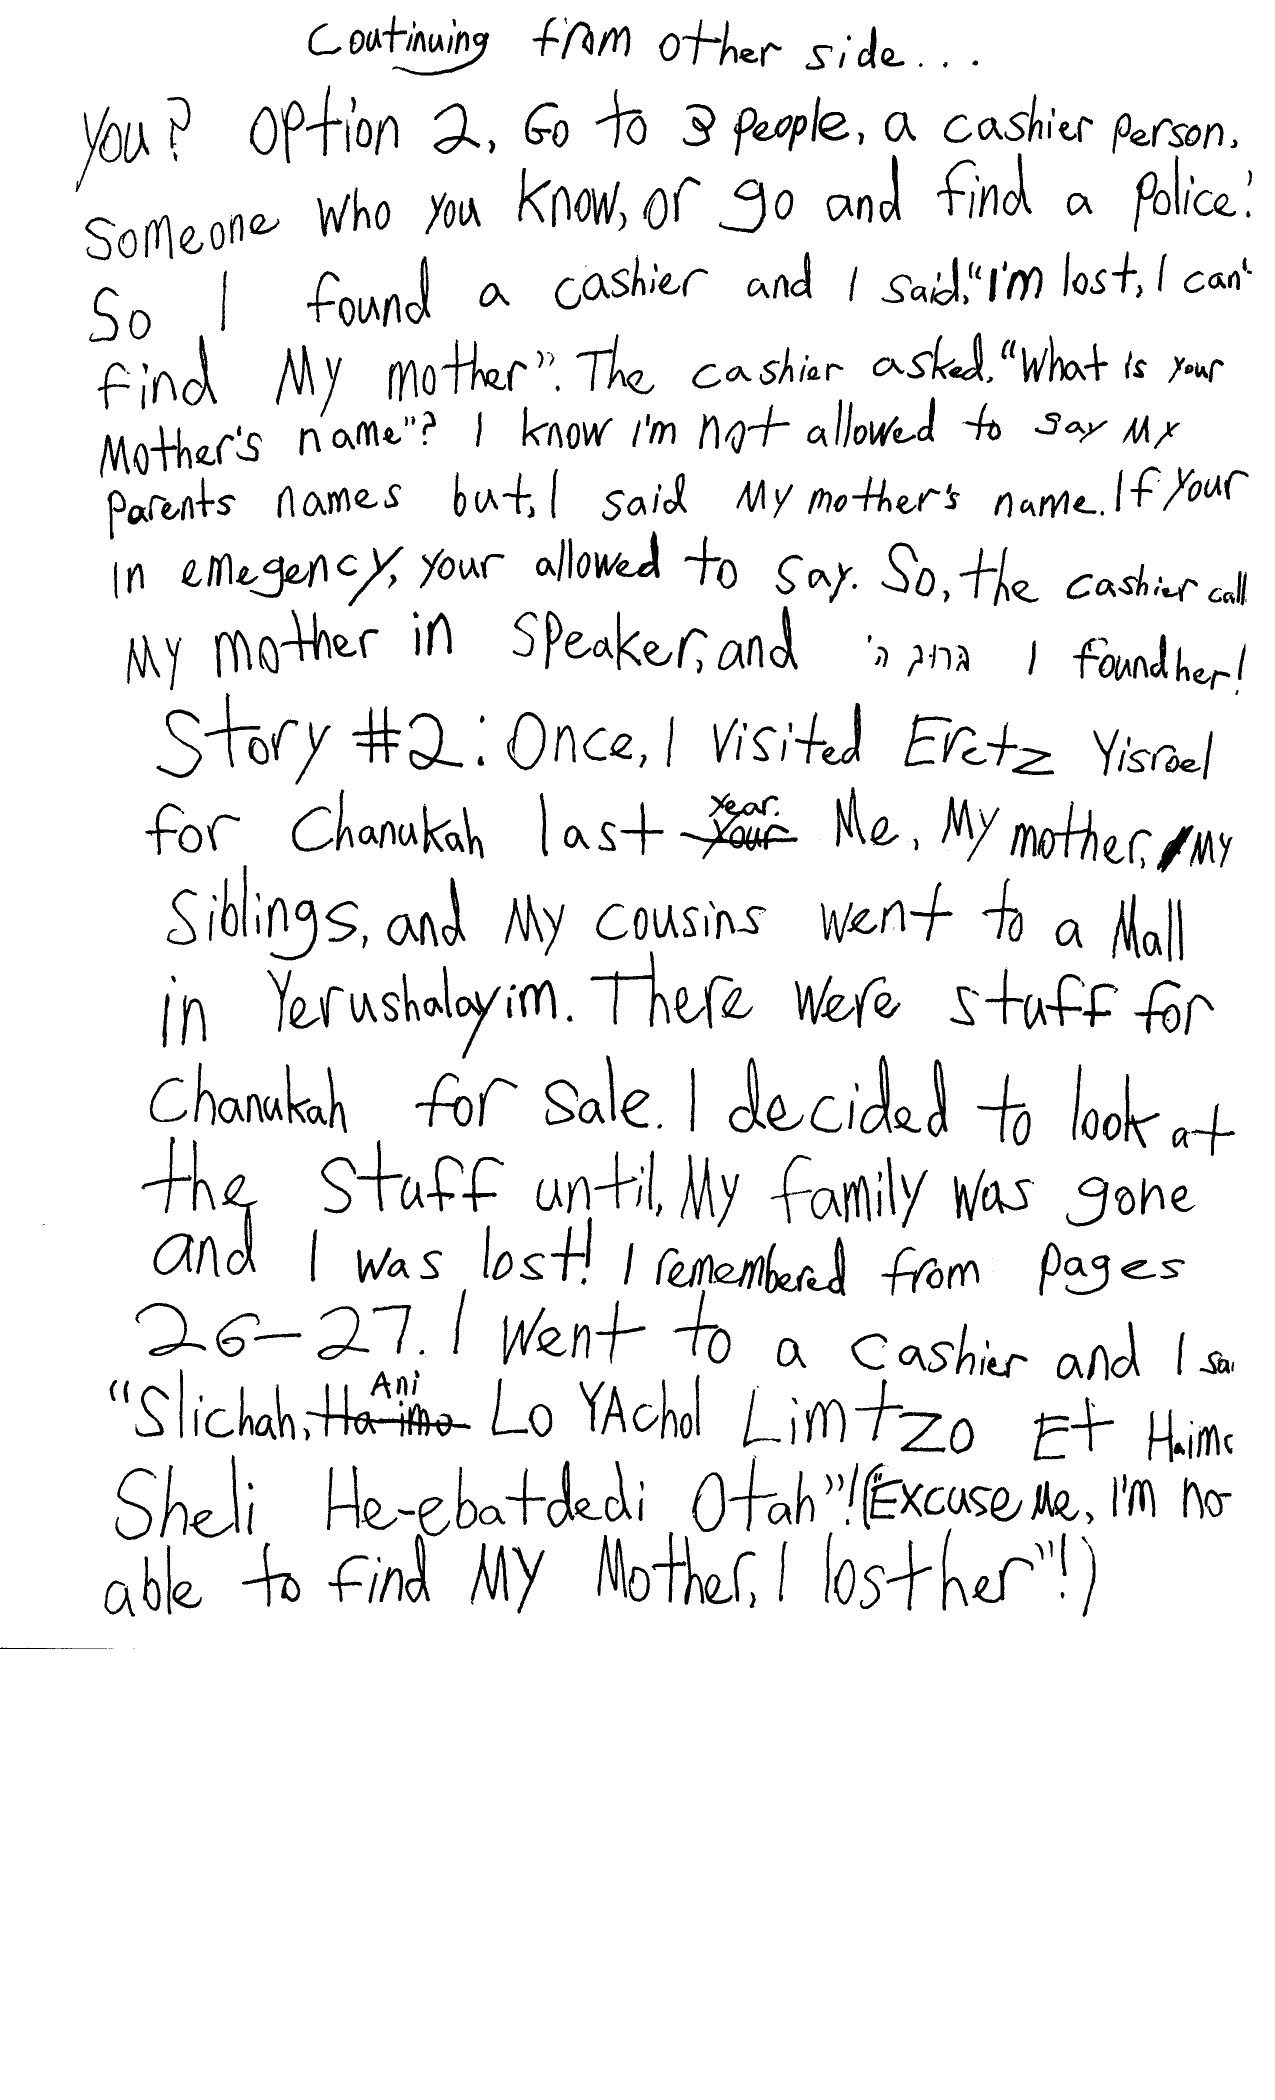 Continuing from other side...
You? Option 2, Go to 3 people, a cashier person,
someone who you know, or go and find a police!
So I found a cashier and I said, "I'm lost, I can't
find My mother". The cashier asked, "What is your
Mother's name"? I know i'm not allowed to say My
parents names but, I said My mother's name. If your
in emegency, your allowed to say. So, the cashier call
My mother in speaker, and ברוך ה' I found her!
Story #2: Once, I visited Eretz Yisroel
for Chanukah last ~~your~~ year. Me, My mother, My
siblings, and My cousins went to a Mall
in Yerushalayim. There were stuff for
Chanukah for sale. I decided to look at
the stuff until, My family was gone
and I was lost! I remembered from pages
26-27. I went to a cashier and I sa
"Slichah, ~~Ha-imo~~ Ani Lo YAchol Limtzo Et Haim
Sheli He-ebatdedi Otah"! ("Excuse Me, I'm no
able to find My Mother, I lost her"!)